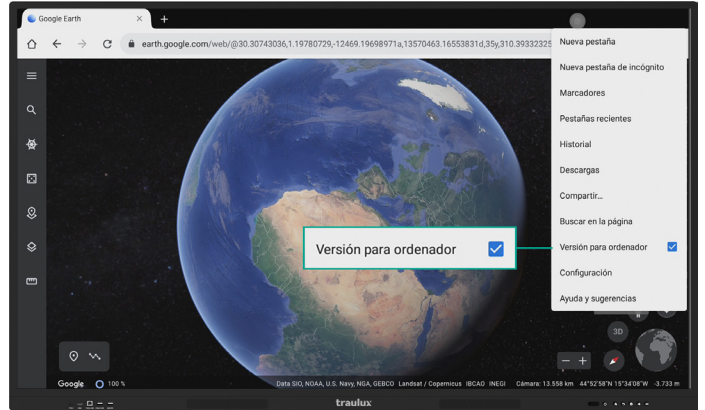 Google Earth
earth.google.com/web/@30.30743036,1.19780729,-12469.19698971a,13570463.16553831d,35y,310.39332325
Nueva pestaña
Nueva pestaña de incógnito
Marcadores
Pestañas recientes
Historial
Descargas
Compartir...
Buscar en la página
Versión para ordenador
Versión para ordenador
Configuración
Ayuda y sugerencias
3D
Google
100 %
Data SIO, NOAA, U.S. Navy, NGA, GEBCO Landsat / Copernicus IBCAO INEGI
Cámara: 13.558 km 44°52'58"N 15°34'08"W -3.733 m
traulux